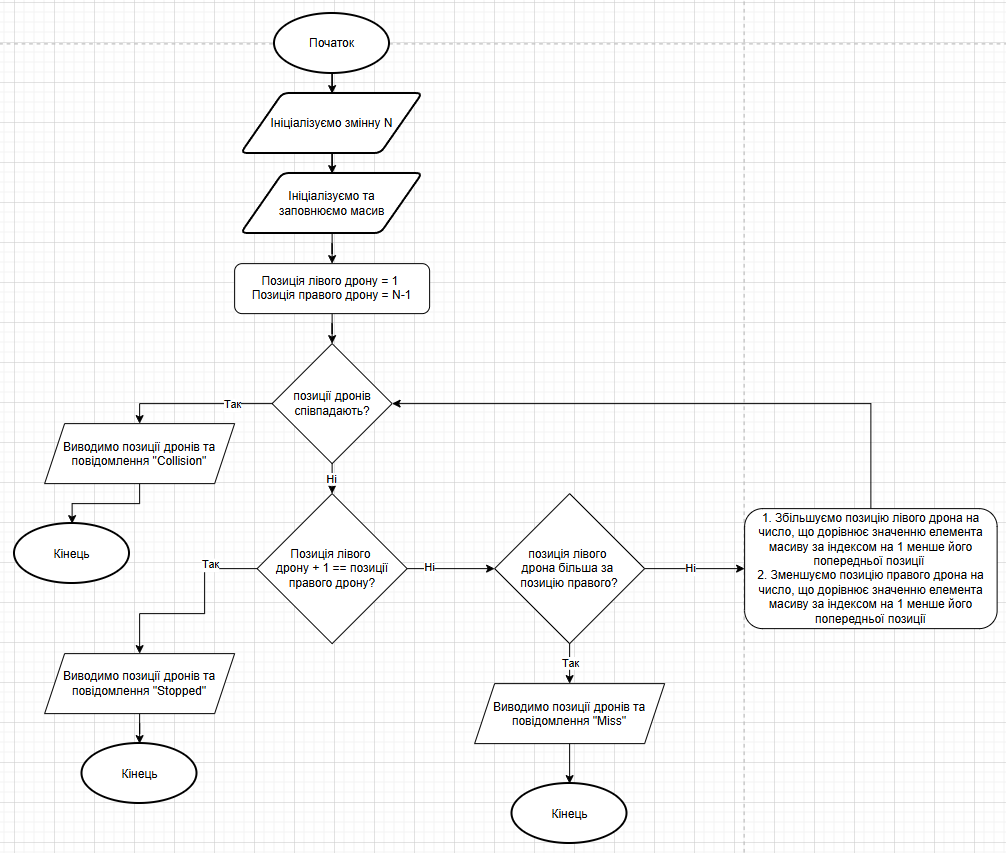 Початок
Ініціалізуємо змінну N
Ініціалізуємо та
заповнюємо масив
Позиція лівого дрону = 1
Позиція правого дрону = N-1
позиції дронів
співпадають?
Так
Виводимо позиції дронів та
повідомлення "Collision"
Кінець
Ні
Позиція лівого
дрону + 1 == позиції
правого дрону?
Так
Виводимо позиції дронів та
повідомлення "Stopped"
Кінець
Ні
позиція лівого
дрона більша за
позицію правого?
Так
Виводимо позиції дронів та
повідомлення "Miss"
Кінець
Ні
1. Збільшуємо позицію лівого дрона на
число, що дорівнює значенню елемента
масиву за індексом на 1 менше його
попередньої позиції
2. Зменшуємо позицію правого дрона на
число, що дорівнює значенню елемента
масиву за індексом на 1 менше його
попередньої позиції